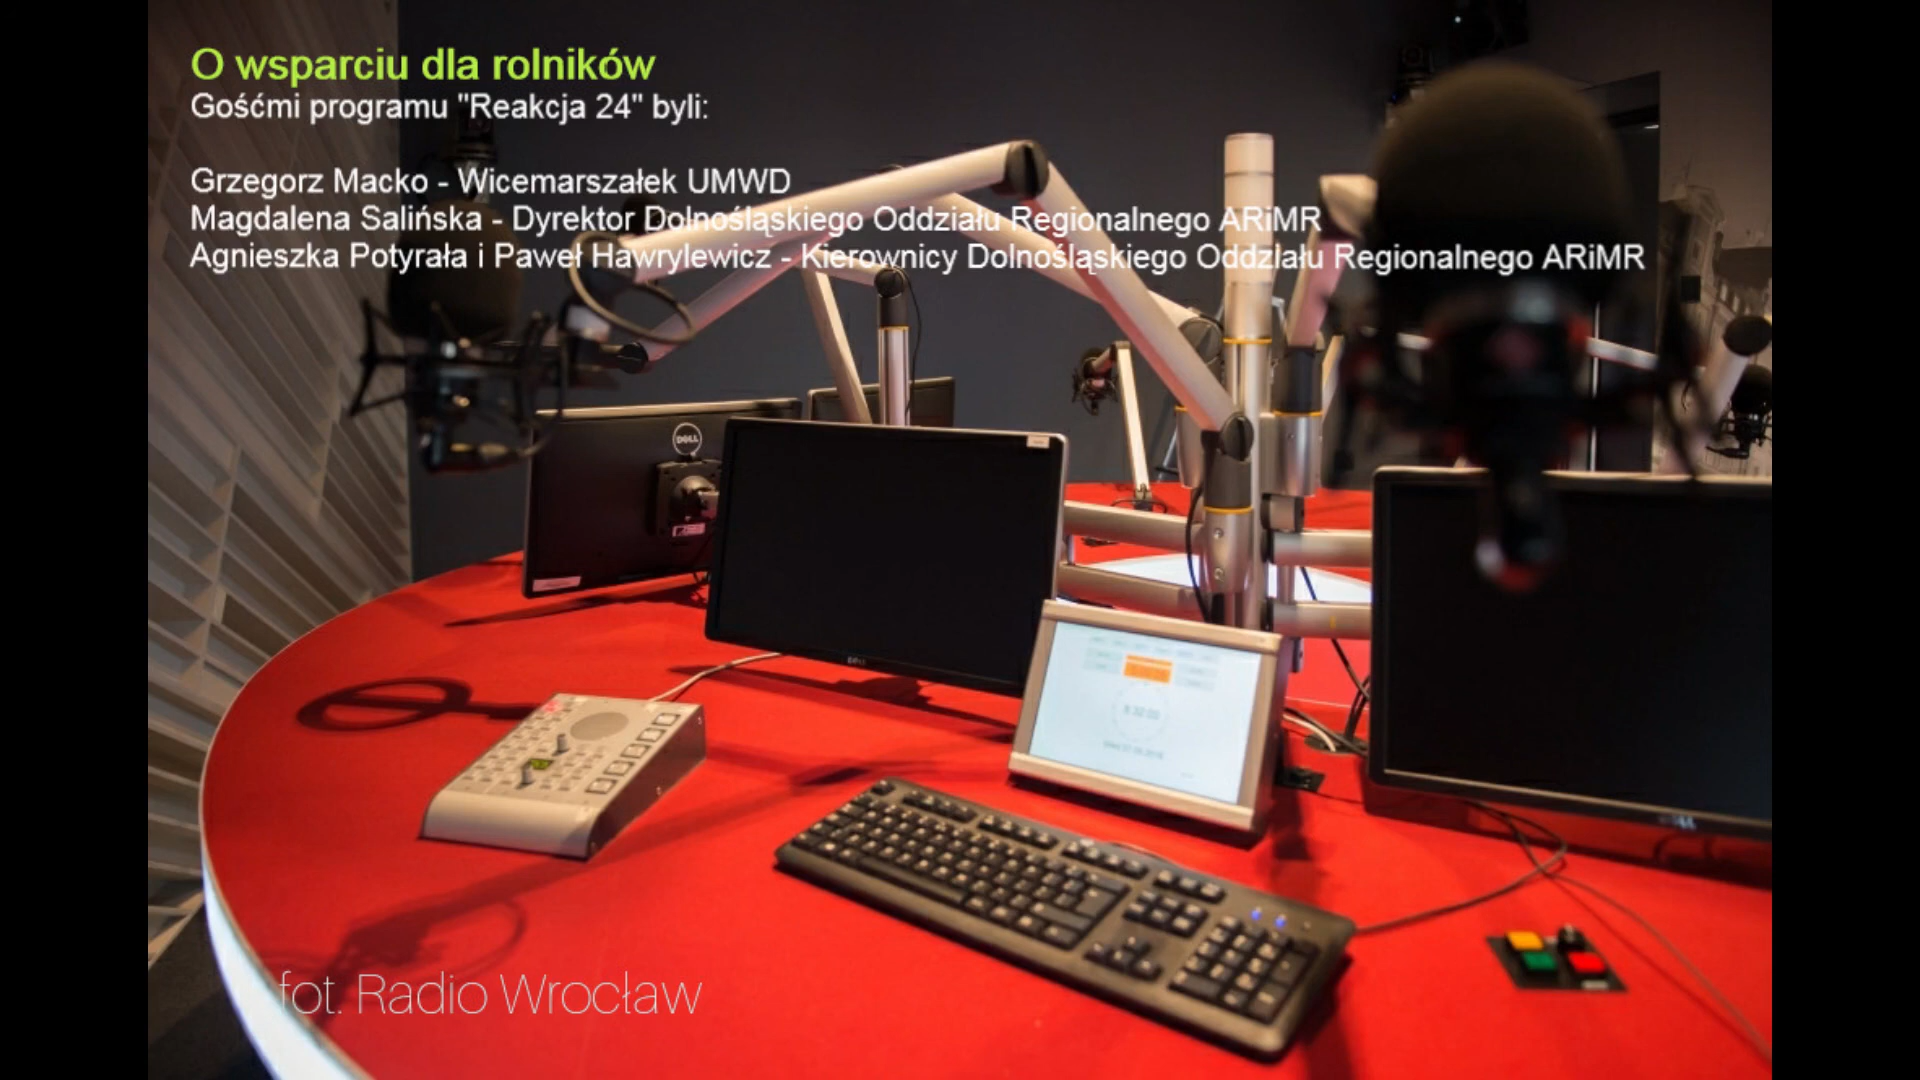 O wsparciu dla rolników
Gośćmi programu "Reakcja 24" byli:
Grzegorz Macko - Wicemarszałek UMWD
Magdalena Salińska - Dyrektor Dolnośląskiego Oddziału Regionalnego ARiMR
Agnieszka Potyrała i Paweł Hawrylewicz - Kierownicy Dolnośląskiego Oddziału Regionalnego ARiMR
DELL
fot. Radio Wrocław